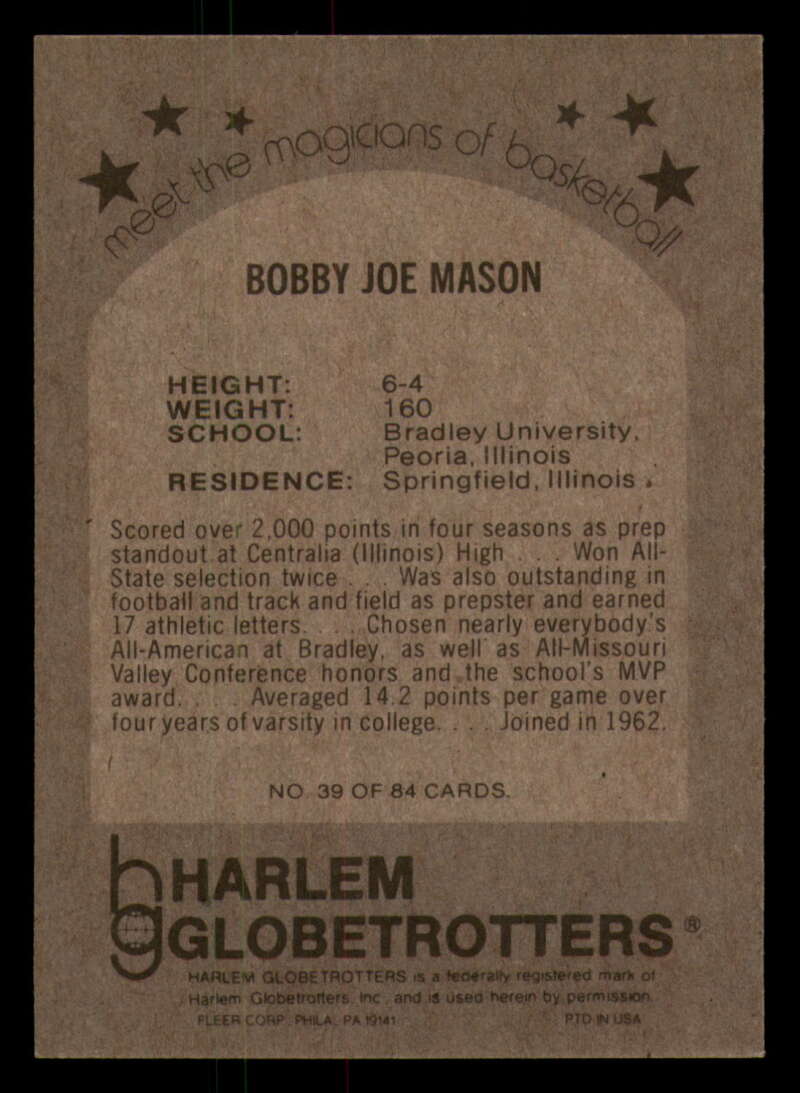 meet the magicians of basketball
BOBBY JOE MASON
HEIGHT: 6-4
WEIGHT: 160
SCHOOL: Bradley University,
Peoria, Illinois
RESIDENCE: Springfield, Illinois
Scored over 2,000 points in four seasons as prep
standout at Centralia (Illinois) High . . . Won All-
State selection twice . . . Was also outstanding in
football and track and field as prepster and earned
17 athletic letters. . . . Chosen nearly everybody's
All-American at Bradley, as well as All-Missouri
Valley Conference honors and the school's MVP
award. . . . Averaged 14.2 points per game over
four years of varsity in college. . . . Joined in 1962.
NO. 39 OF 84 CARDS.
hg HARLEM
GLOBETROTTERS®
HARLEM GLOBETROTTERS is a federally registered mark of
Harlem Globetrotters, Inc. and is used herein by permission.
FLEER CORP. PHILA., PA 19141 PTD IN USA